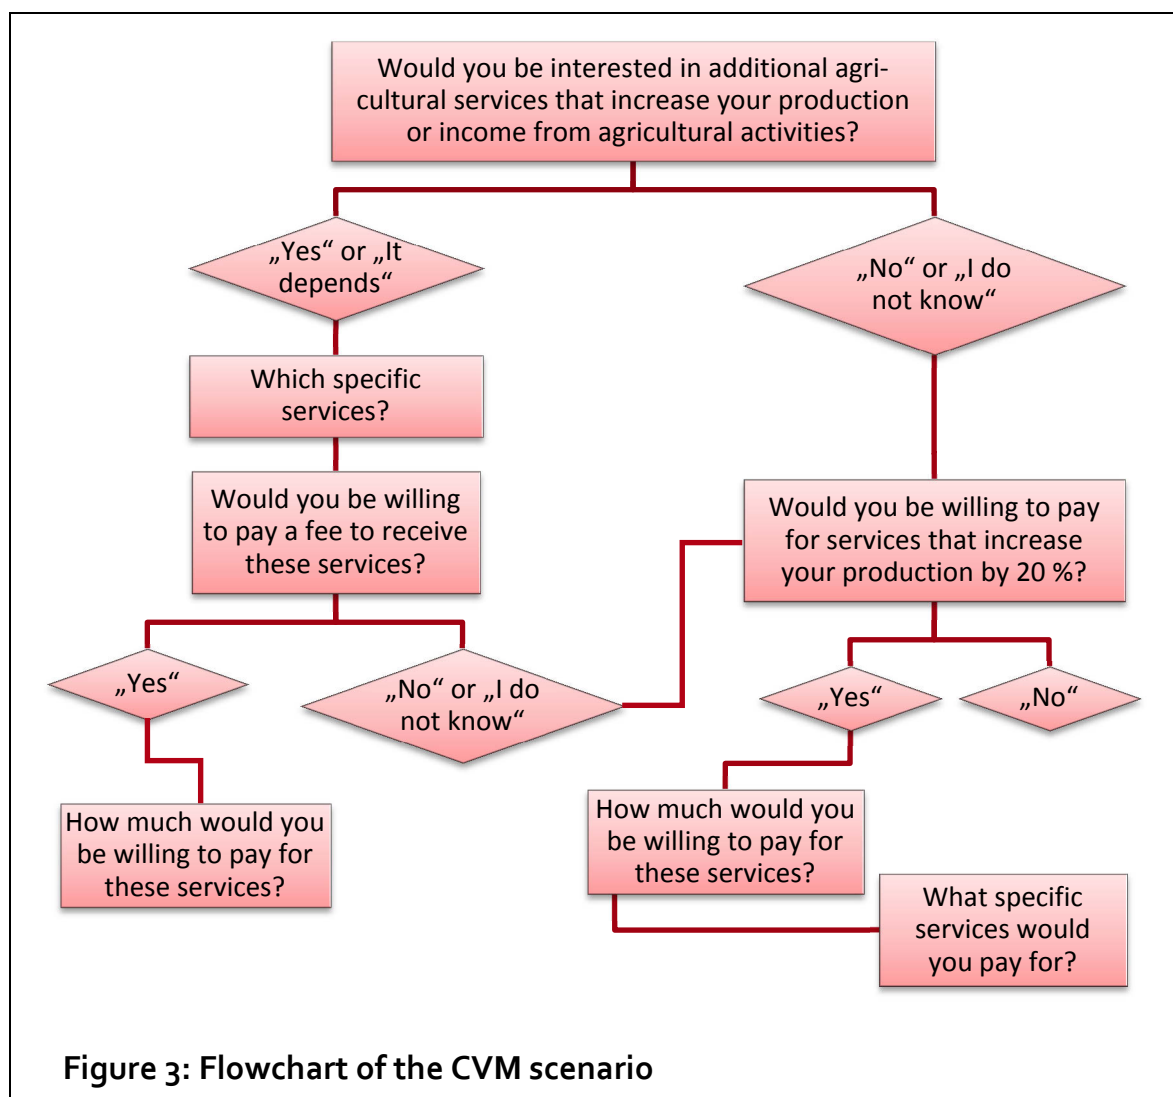 Would you be interested in additional agri-
cultural services that increase your production
or income from agricultural activities?
„Yes“ or „It
depends“
„No“ or „I do
not know“
Which specific
services?
Would you be willing
to pay a fee to receive
these services?
Would you be willing to pay
for services that increase
your production by 20 %?
„Yes“
„No“ or „I do
not know“
„Yes“
„No“
How much would you
be willing to pay for
these services?
How much would you
be willing to pay for
these services?
What specific
services would
you pay for?
Figure 3: Flowchart of the CVM scenario